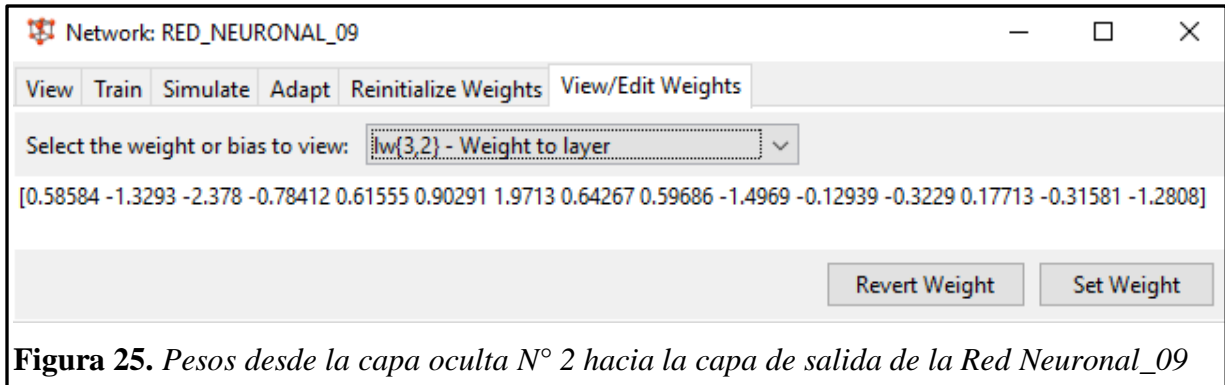 Network: RED_NEURONAL_09
View Train Simulate Adapt Reinitialize Weights View/Edit Weights
Select the weight or bias to view: lw{3,2} - Weight to layer
[0.58584 -1.3293 -2.378 -0.78412 0.61555 0.90291 1.9713 0.64267 0.59686 -1.4969 -0.12939 -0.3229 0.17713 -0.31581 -1.2808]
Revert Weight Set Weight
Figura 25. Pesos desde la capa oculta N° 2 hacia la capa de salida de la Red Neuronal_09